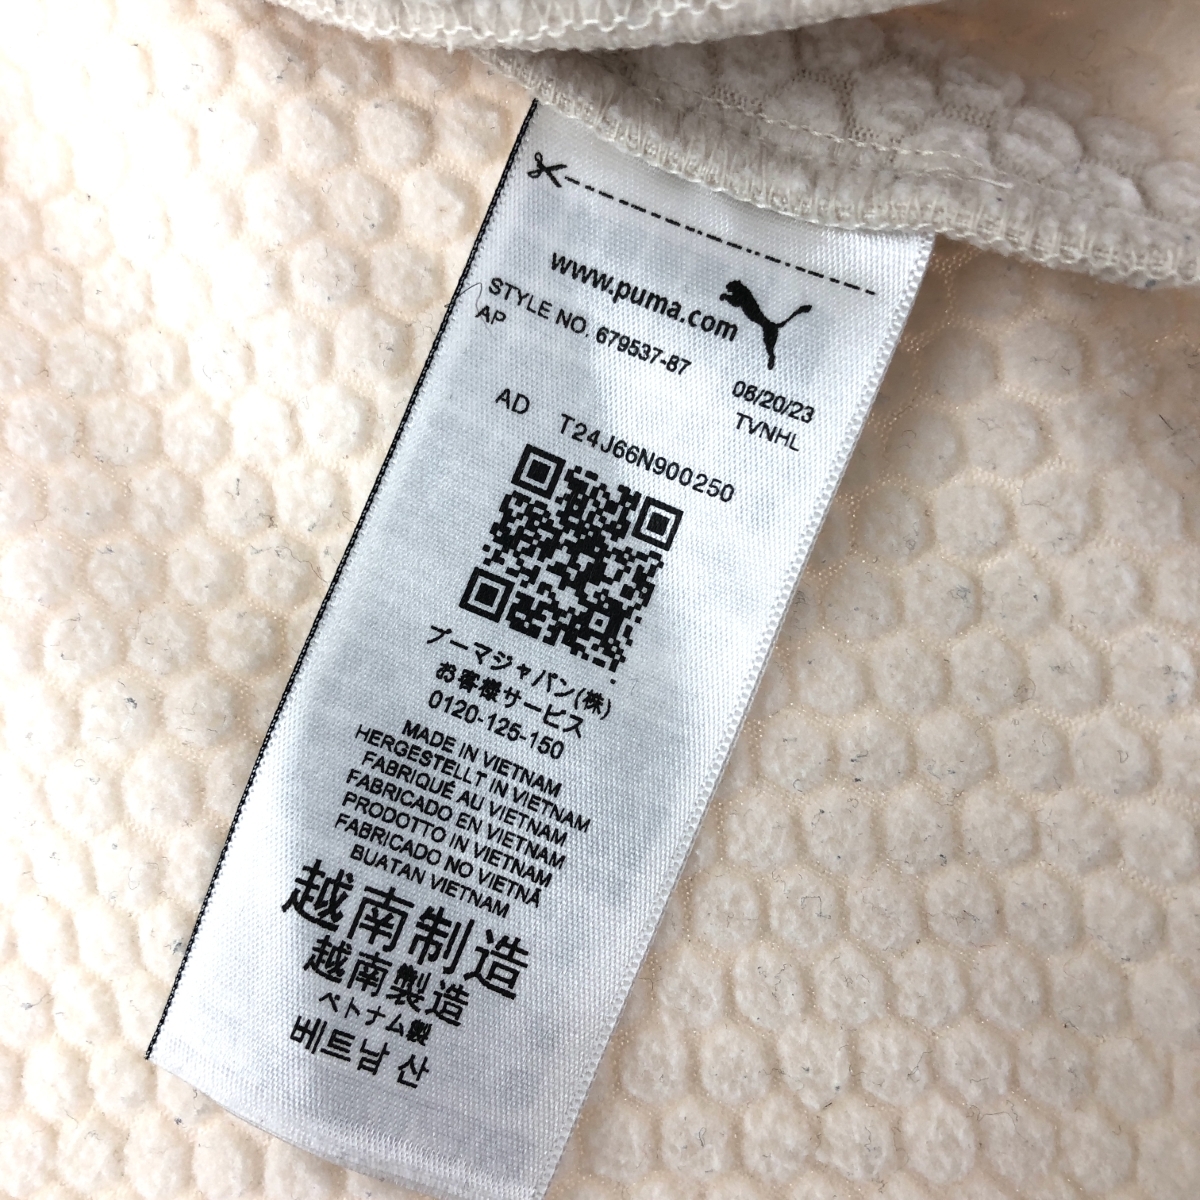 www.puma.com
STYLE NO. 679537-87 08/20/23
AP TVNHL
AD T24J66N900250
プーマジャパン(株)
お客様サービス
0120-125-150
MADE IN VIETNAM
HERGESTELLT IN VIETNAM
FABRIQUÉ AU VIETNAM
FABRICADO EN VIETNAM
PRODOTTO IN VIETNAM
FABRICADO NO VIETNÃ
BUATAN VIETNAM
越南制造
越南製造
ベトナム製
베트남 산